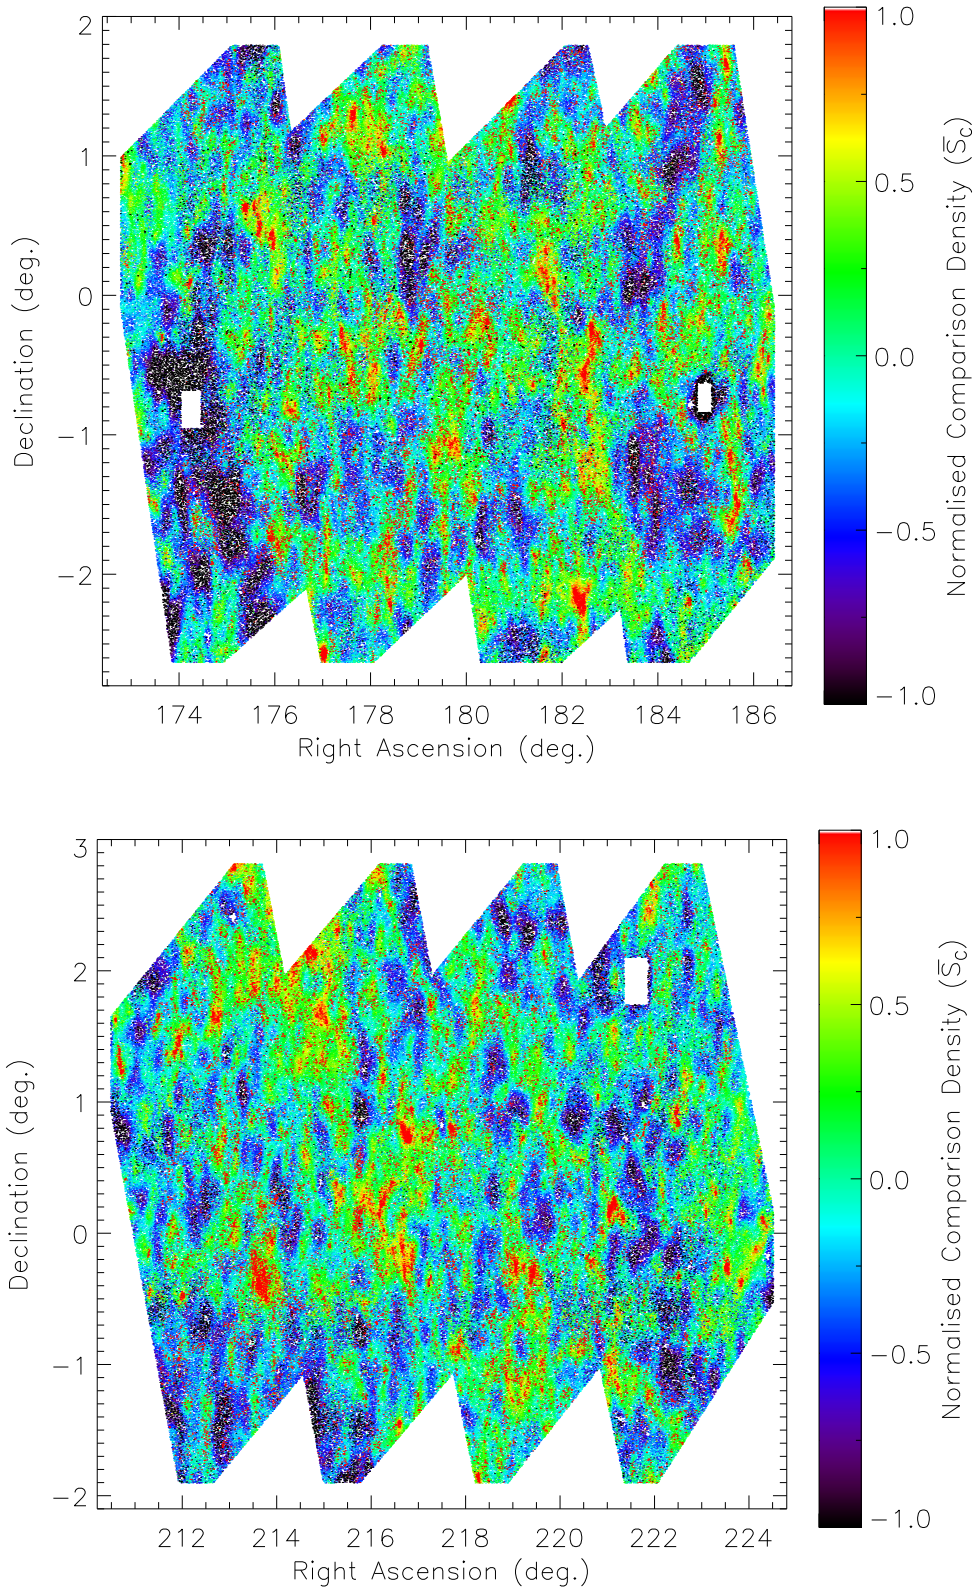 2
1
0
−1
−2
174 176 178 180 182 184 186
Right Ascension (deg.)
Declination (deg.)
1.0
0.5
0.0
−0.5
−1.0
Normalised Comparison Density (S̅c)
3
2
1
0
−1
−2
212 214 216 218 220 222 224
Right Ascension (deg.)
Declination (deg.)
1.0
0.5
0.0
−0.5
−1.0
Normalised Comparison Density (S̅c)